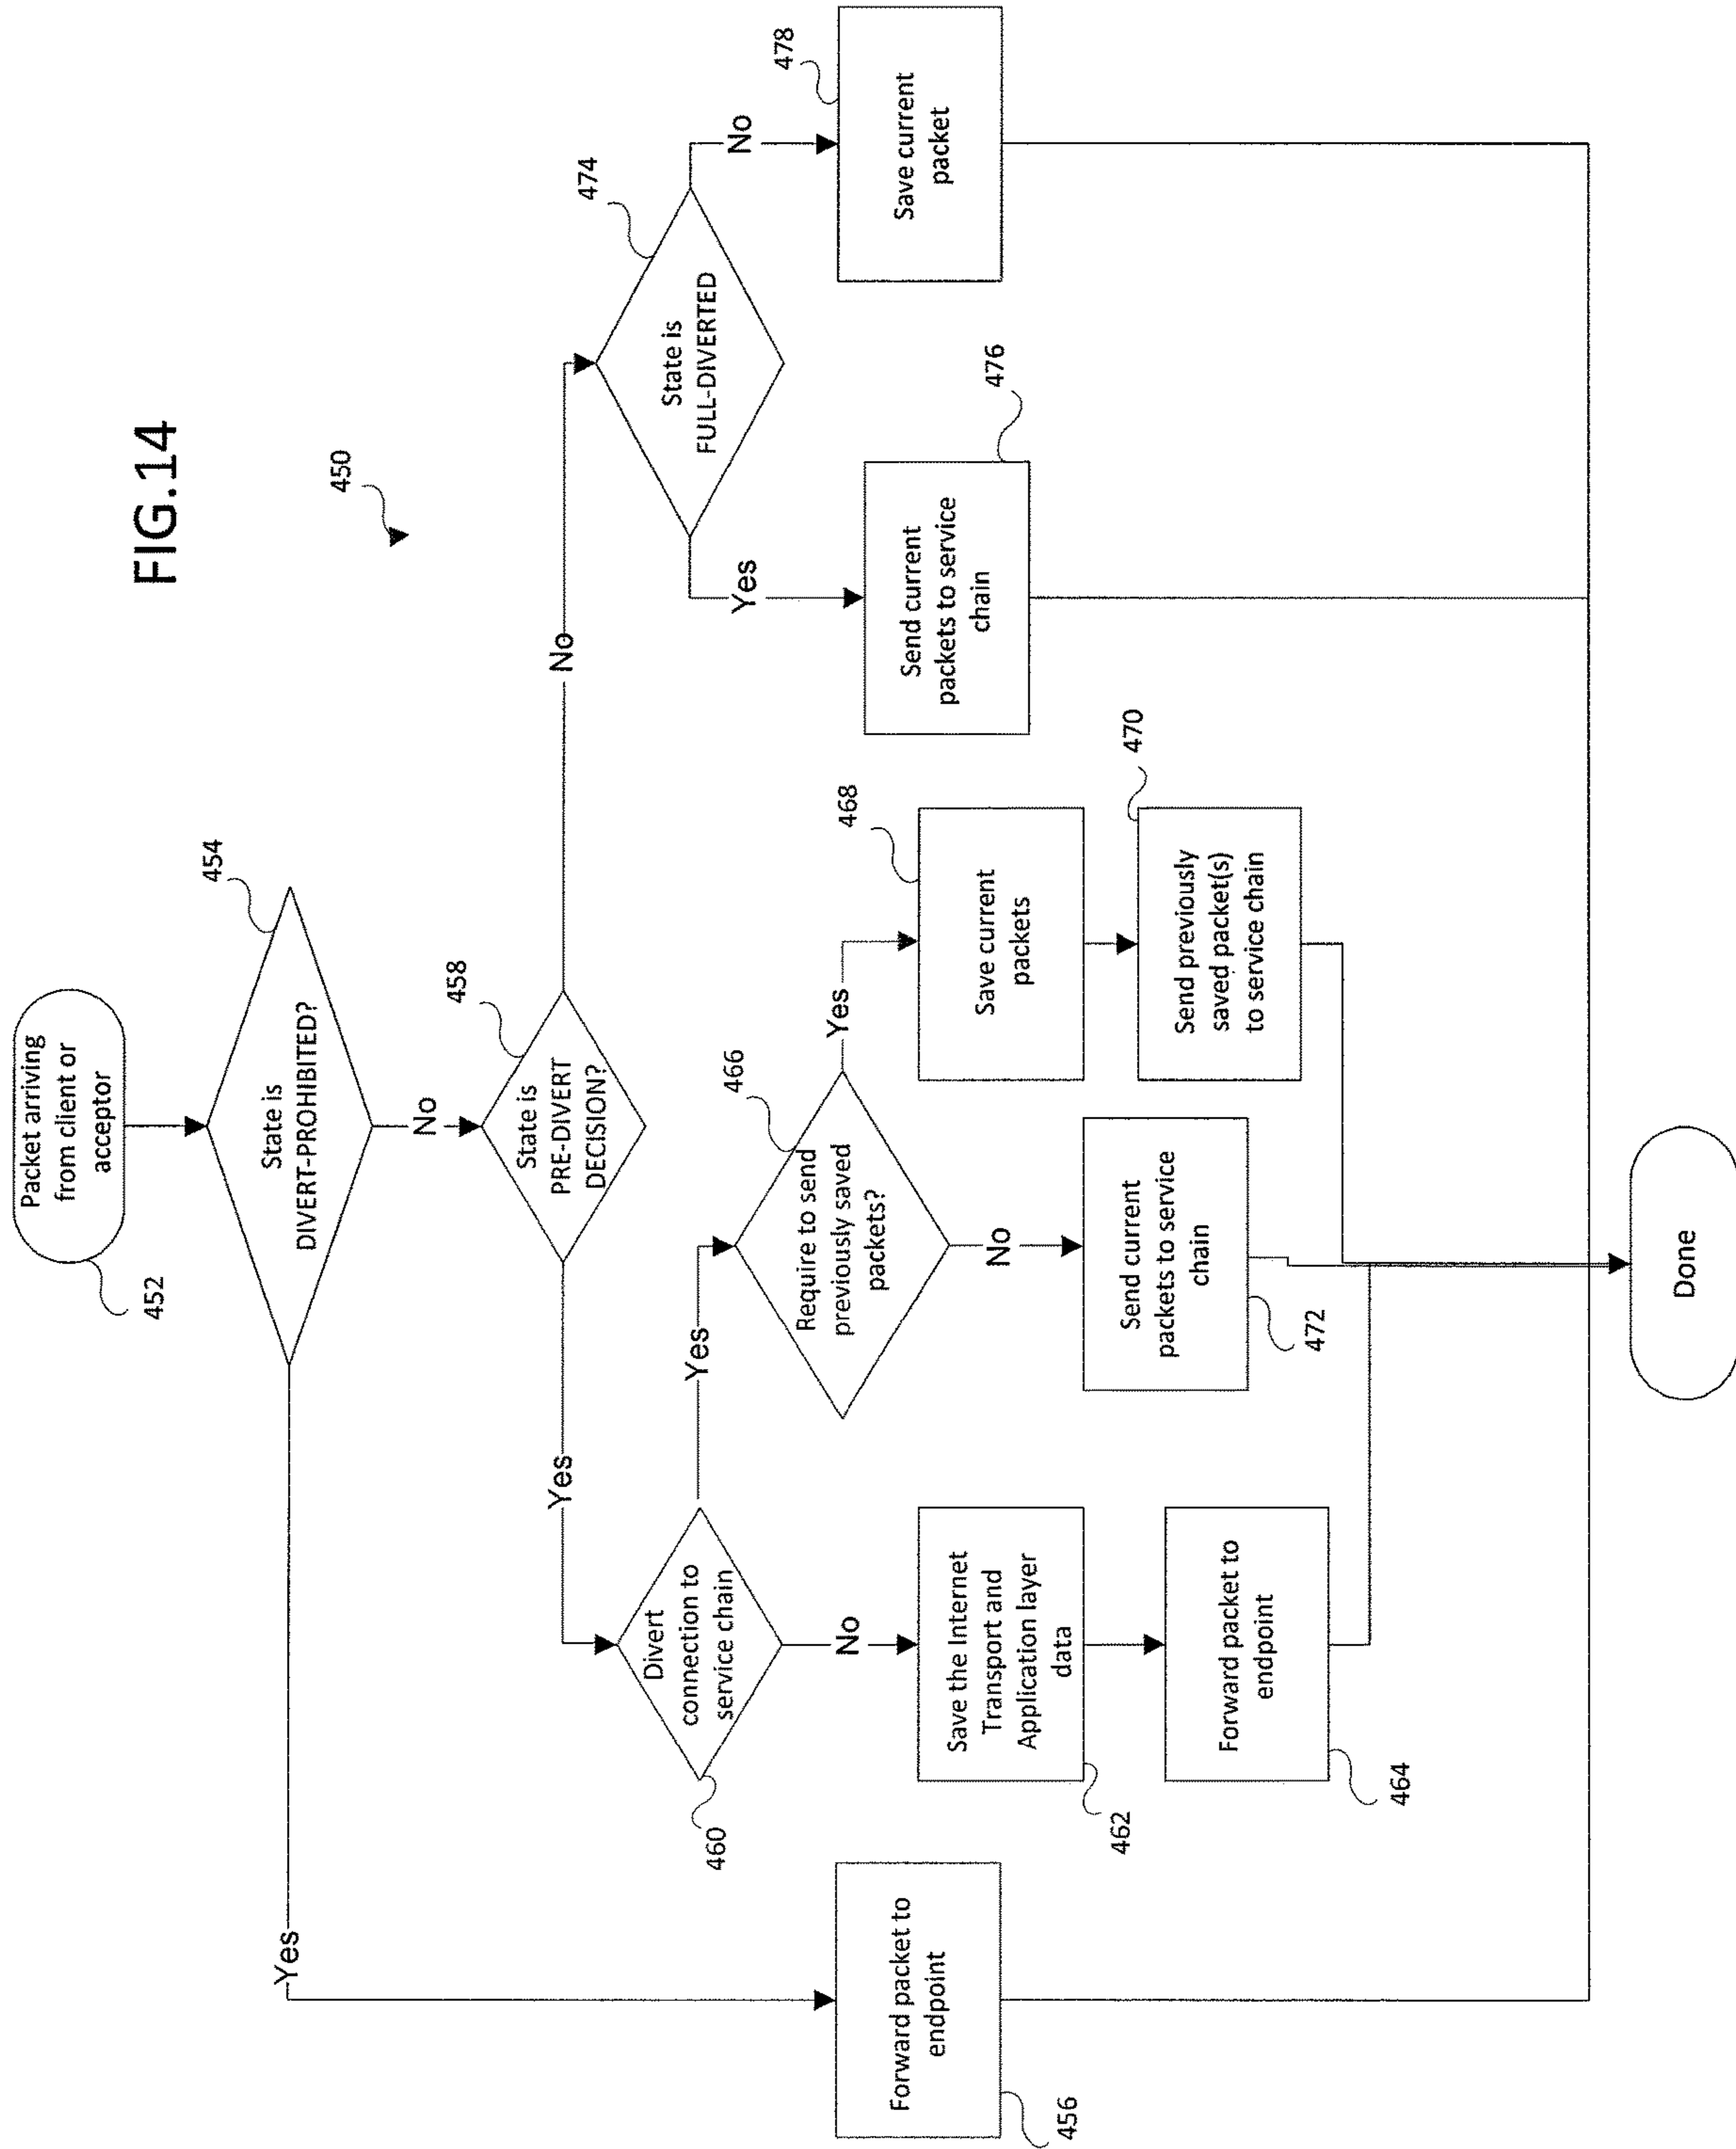 FIG.14
450
Packet arriving
from client or
acceptor
452
State is
DIVERT-PROHIBITED?
454
Yes
No
Forward packet to
endpoint
456
State is
PRE-DIVERT
DECISION?
458
Yes
No
Divert
connection to
service chain
460
Yes
No
Save the Internet
Transport and
Application layer
data
462
Forward packet to
endpoint
464
Require to send
previously saved
packets?
466
Yes
No
Save current
packets
468
Send previously
saved packet(s)
to service chain
470
Send current
packets to service
chain
472
State is
FULL-DIVERTED
474
Yes
No
Send current
packets to service
chain
476
Save current
packet
478
Done